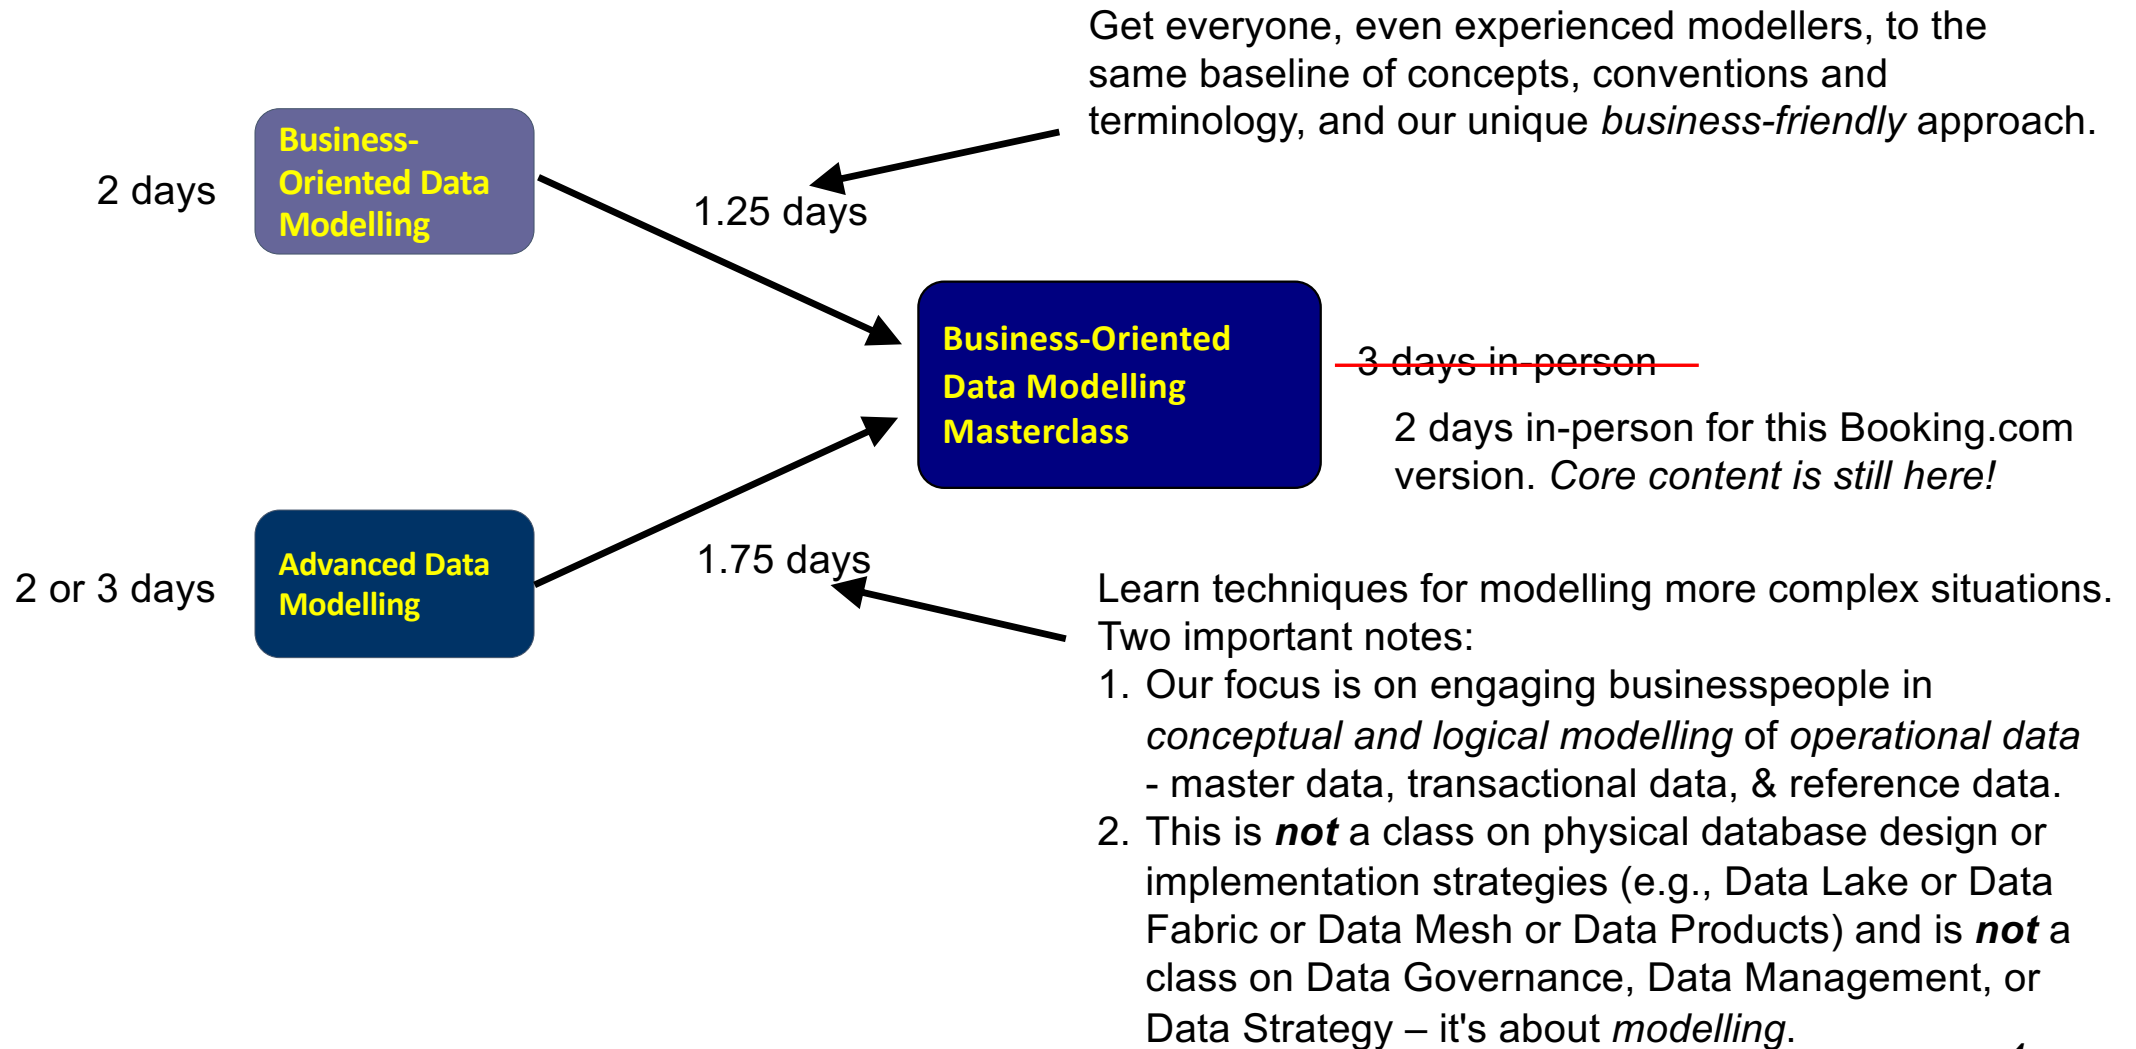 Get everyone, even experienced modellers, to the
same baseline of concepts, conventions and
terminology, and our unique business-friendly approach.
2 days
Business-
Oriented Data
Modelling
1.25 days
Business-Oriented
Data Modelling
Masterclass
3 days in-person
2 days in-person for this Booking.com
version. Core content is still here!
2 or 3 days
Advanced Data
Modelling
1.75 days
Learn techniques for modelling more complex situations.
Two important notes:
1. Our focus is on engaging businesspeople in
conceptual and logical modelling of operational data
- master data, transactional data, & reference data.
2. This is not a class on physical database design or
implementation strategies (e.g., Data Lake or Data
Fabric or Data Mesh or Data Products) and is not a
class on Data Governance, Data Management, or
Data Strategy – it's about modelling.